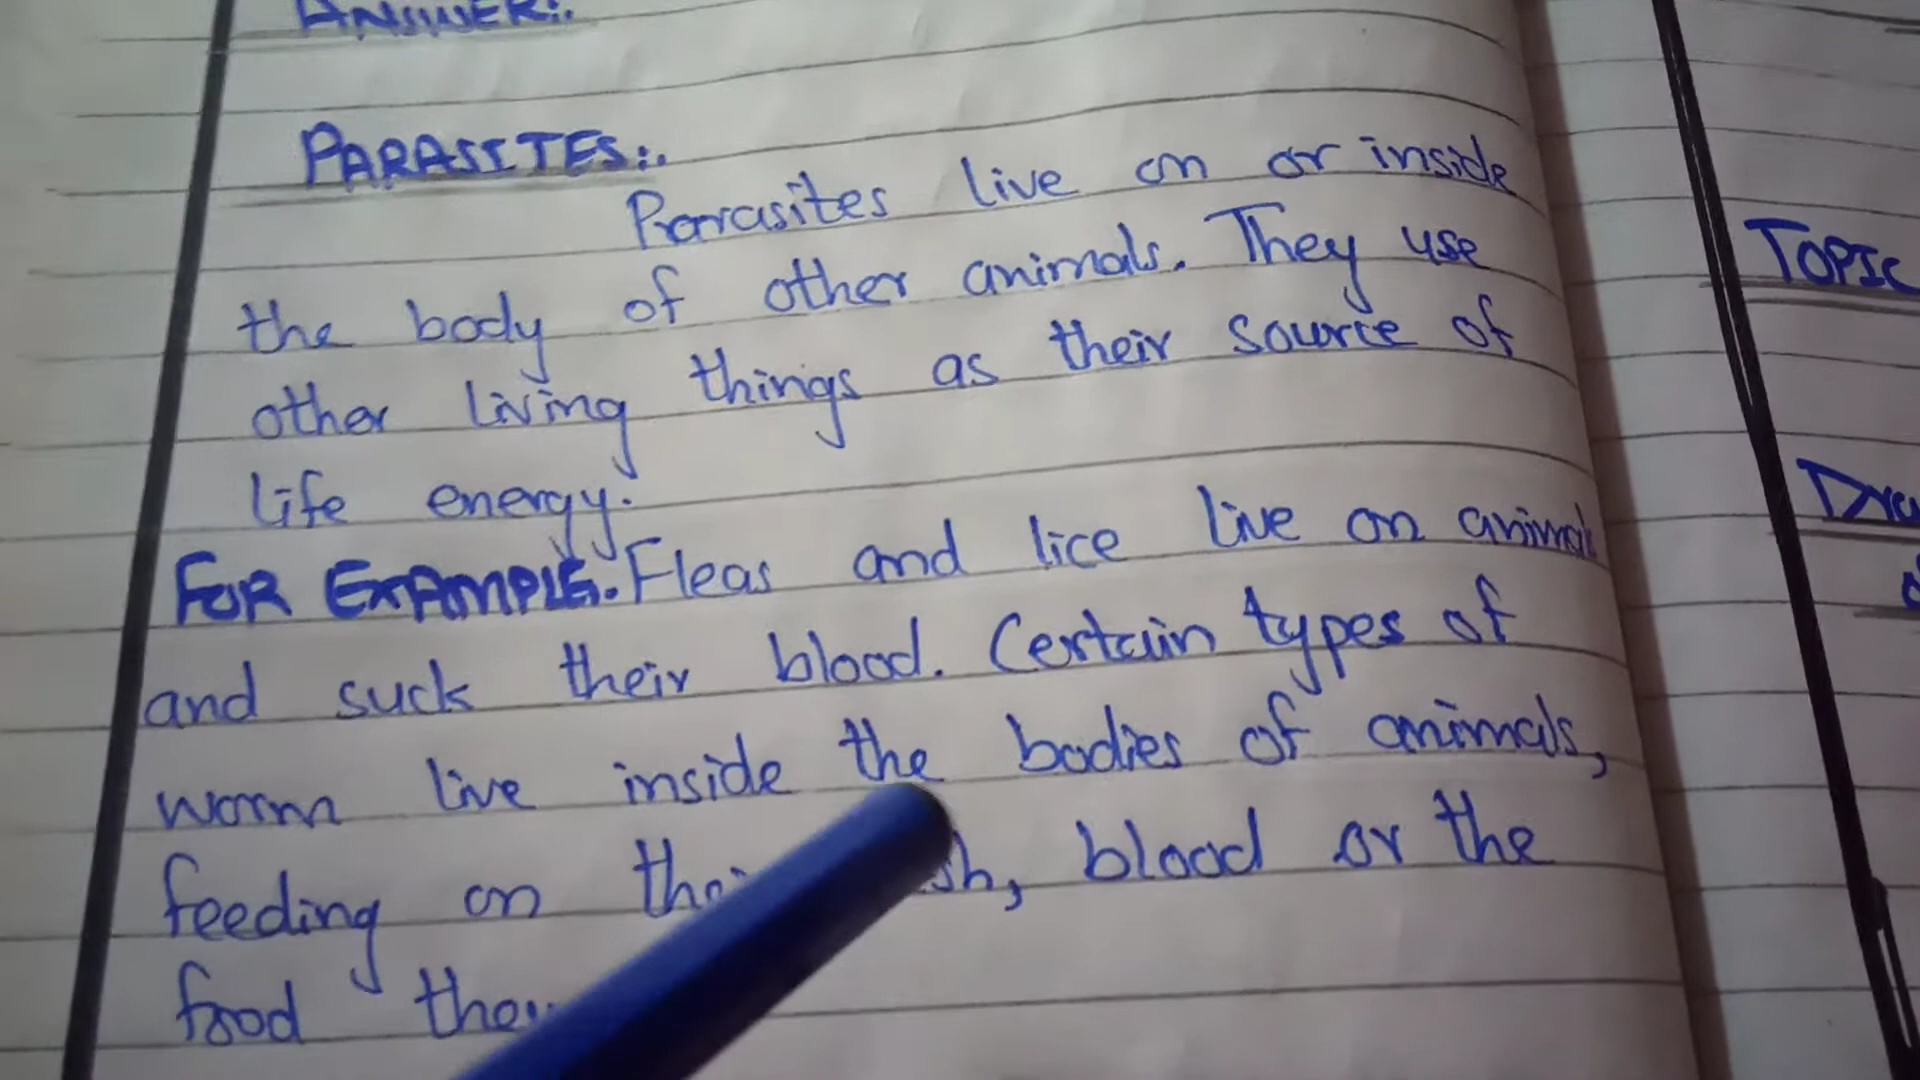 ANSWER:.
PARASITES:.
Parasites live on or inside
the body of other animals. They use
other living things as their source of
life energy.
FOR EXAMPLE. Fleas and lice live on animals
and suck their blood. Certain types of
worm live inside the bodies of animals,
feeding on blood or the
food
TOPIC